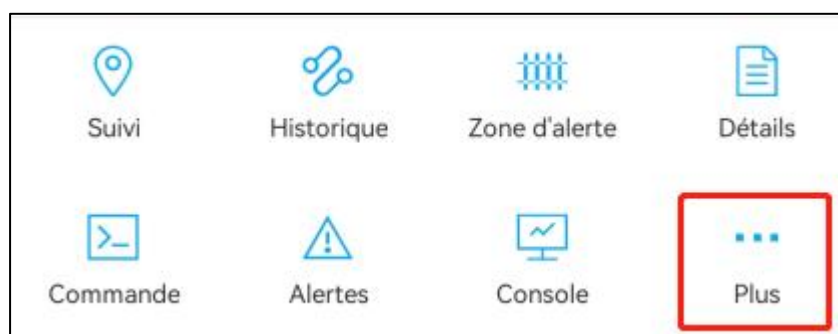 Suivi Historique Zone d'alerte Détails
Commande Alertes Console Plus